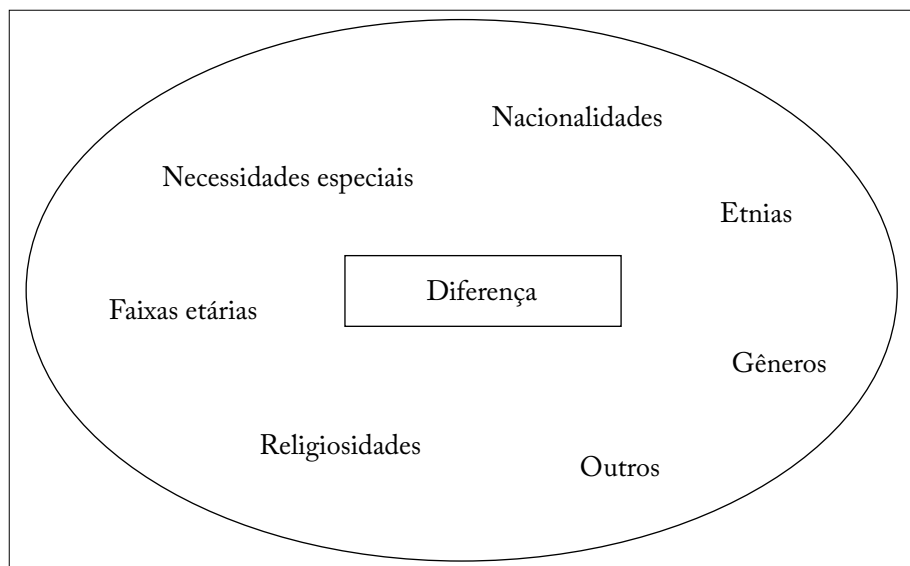 Nacionalidades
Necessidades especiais
Etnias
Diferença
Faixas etárias
Gêneros
Religiosidades
Outros